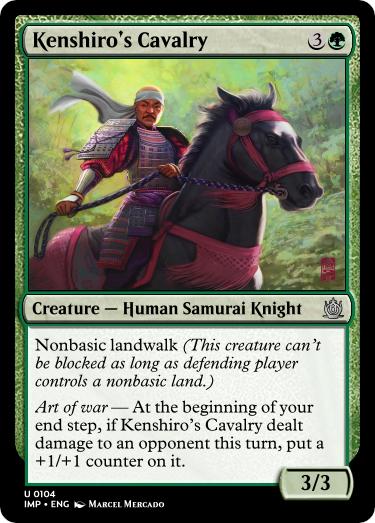 Kenshiro's Cavalry 3
Creature — Human Samurai Knight
Nonbasic landwalk (This creature can't
be blocked as long as defending player
controls a nonbasic land.)
Art of war — At the beginning of your
end step, if Kenshiro's Cavalry dealt
damage to an opponent this turn, put a
+1/+1 counter on it.
3/3
U 0104
IMP • ENG Marcel Mercado